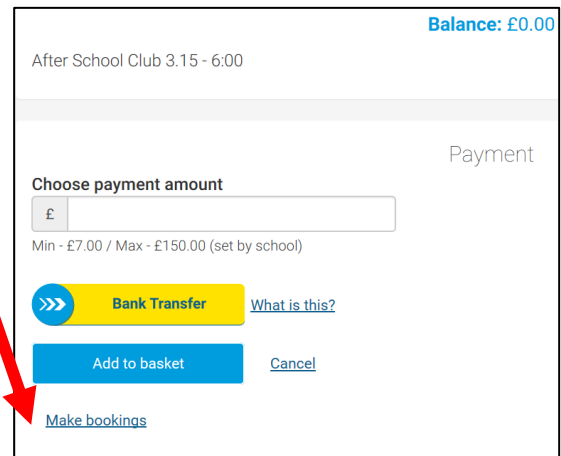 Balance: £0.00
After School Club 3.15 - 6:00
Payment
Choose payment amount
£
Min - £7.00 / Max - £150.00 (set by school)
Bank Transfer What is this?
Add to basket Cancel
Make bookings